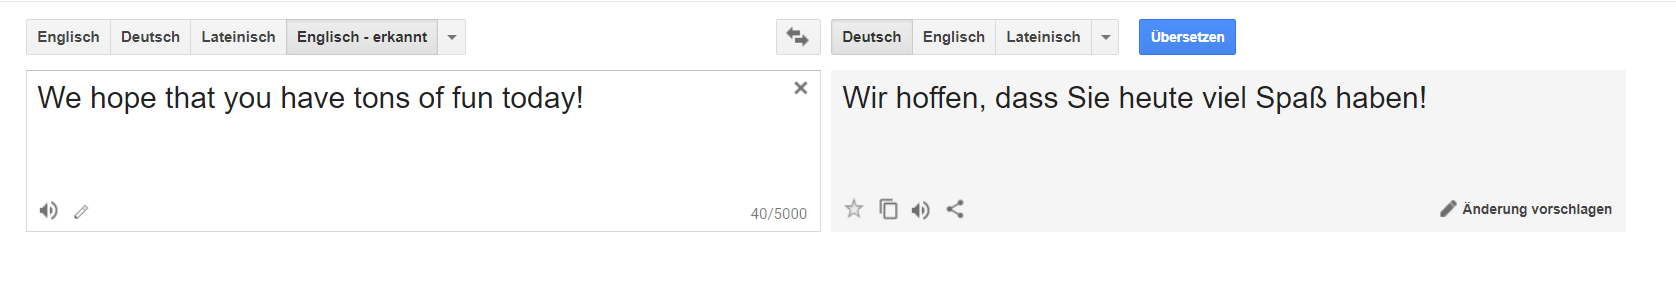 Englisch Deutsch Lateinisch Englisch - erkannt
Deutsch Englisch Lateinisch Übersetzen
We hope that you have tons of fun today!
40/5000
Wir hoffen, dass Sie heute viel Spaß haben!
Änderung vorschlagen